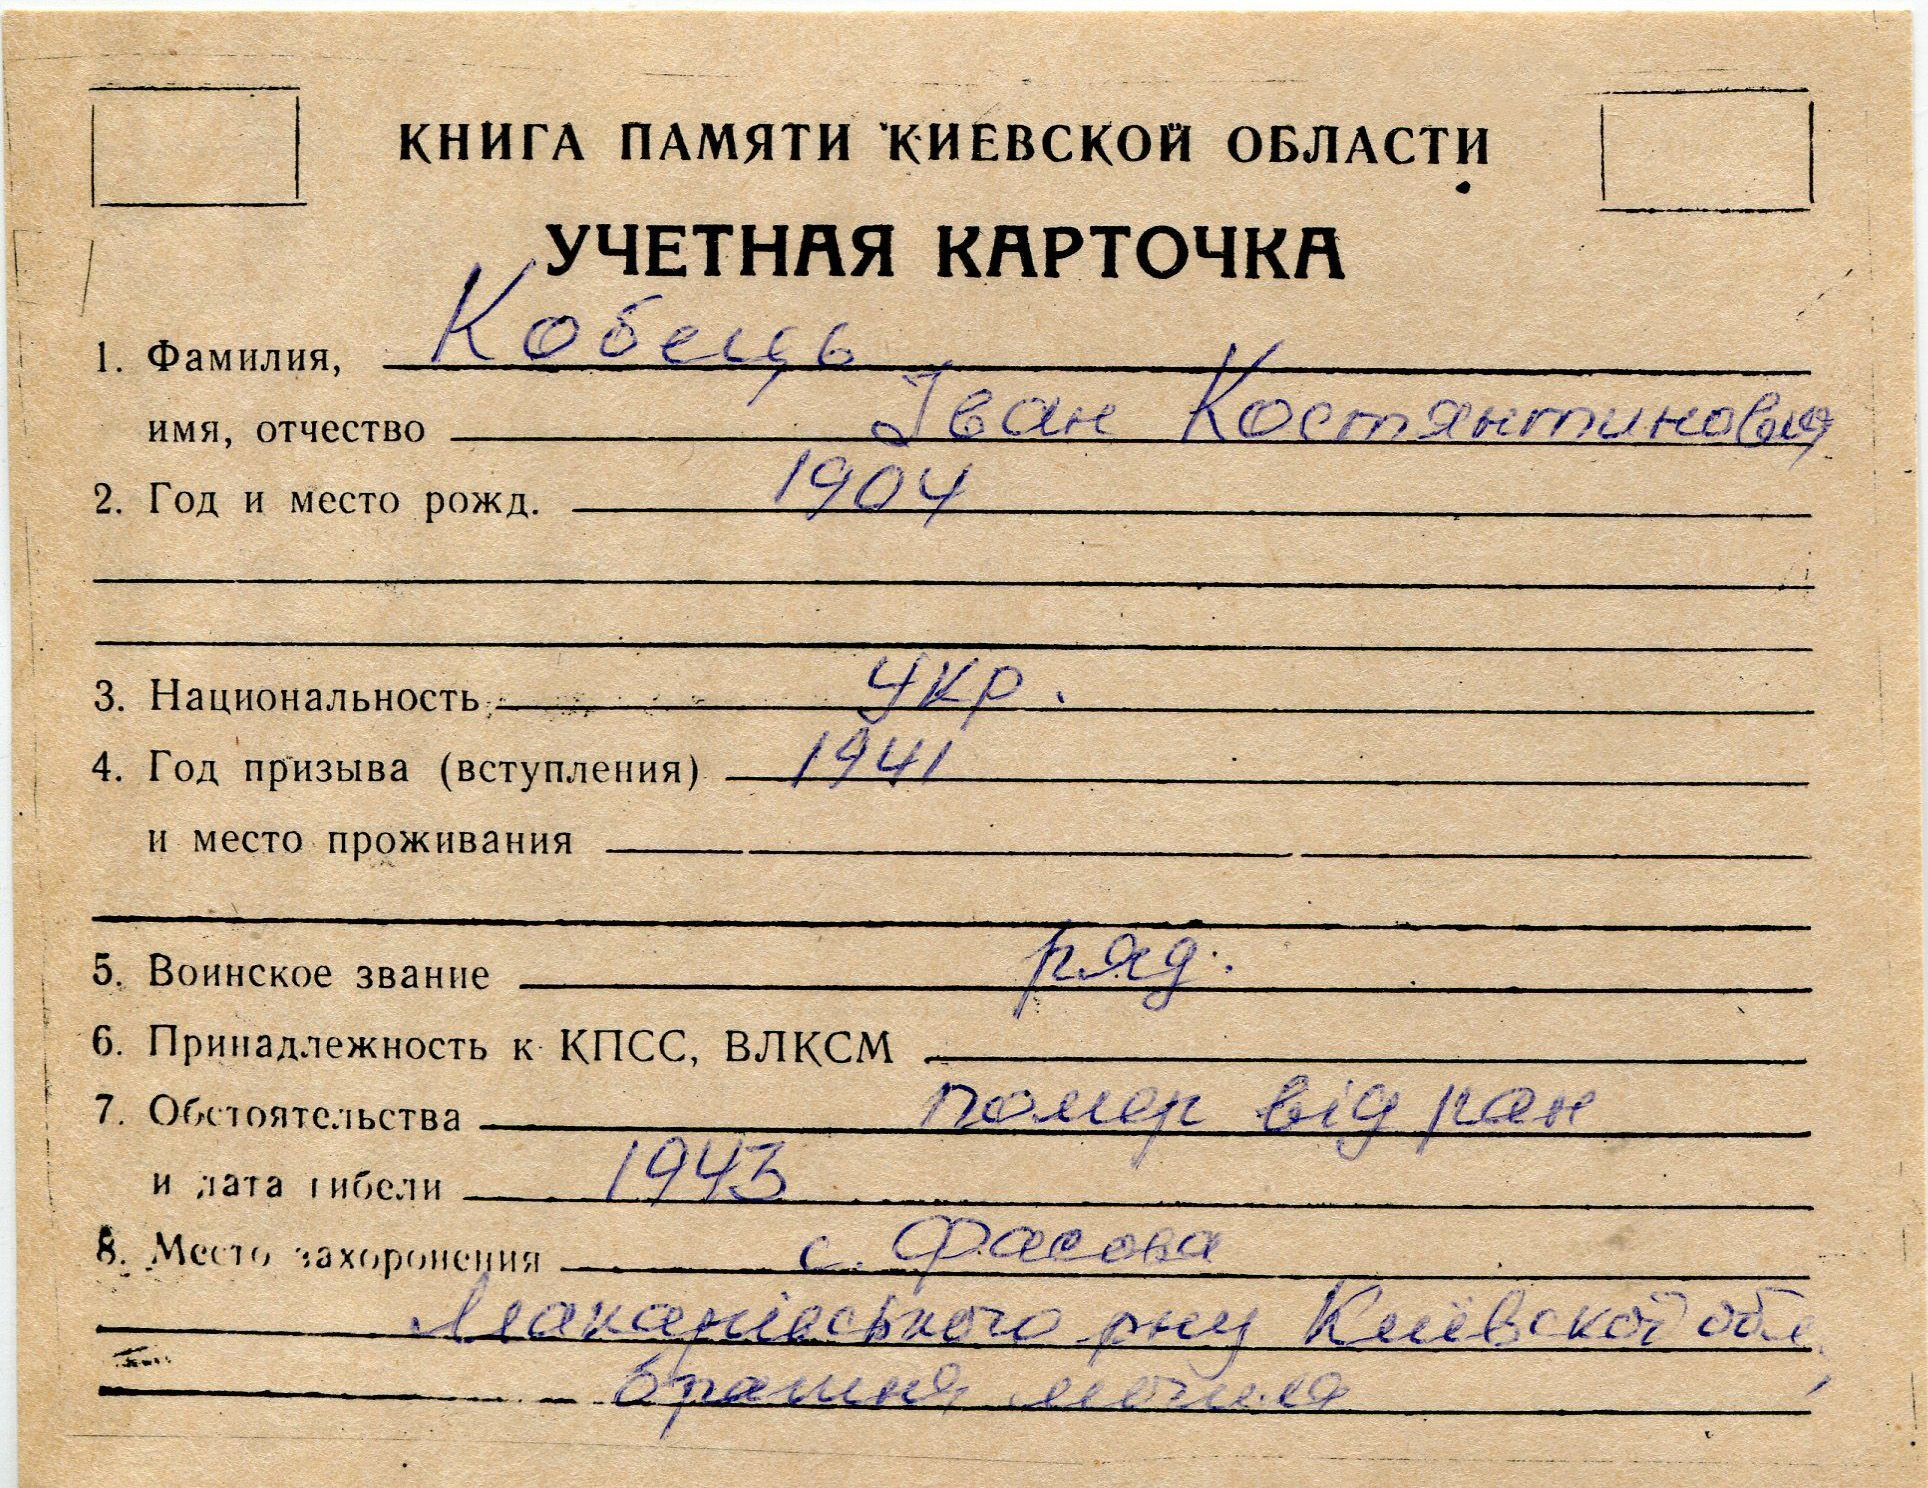 КНИГА ПАМЯТИ КИЕВСКОЙ ОБЛАСТИ
УЧЕТНАЯ КАРТОЧКА
1. Фамилия, Кобець
имя, отчество Іван Костянтинович
2. Год и место рожд. 1904
3. Национальность укр.
4. Год призыва (вступления) 1941
и место проживания
5. Воинское звание ряд.
6. Принадлежность к КПСС, ВЛКСМ
7. Обстоятельства помер від ран
и дата гибели 1943
8. Место захоронения с. Фасова
Макарівського рну Київской обл
братня могила